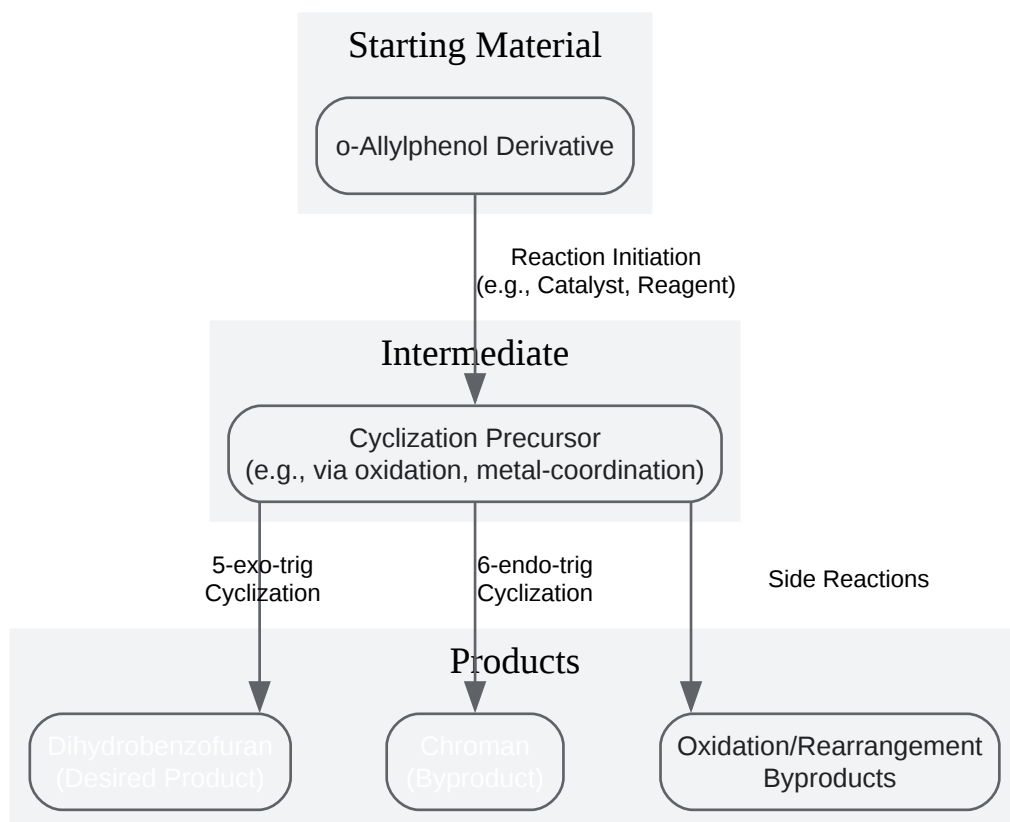 Starting Material
o-Allylphenol Derivative
Reaction Initiation
(e.g., Catalyst, Reagent)
Intermediate
Cyclization Precursor
(e.g., via oxidation, metal-coordination)
5-exo-trig
Cyclization
6-endo-trig
Cyclization
Side Reactions
Products
Dihydrobenzofuran
(Desired Product)
Chroman
(Byproduct)
Oxidation/Rearrangement
Byproducts